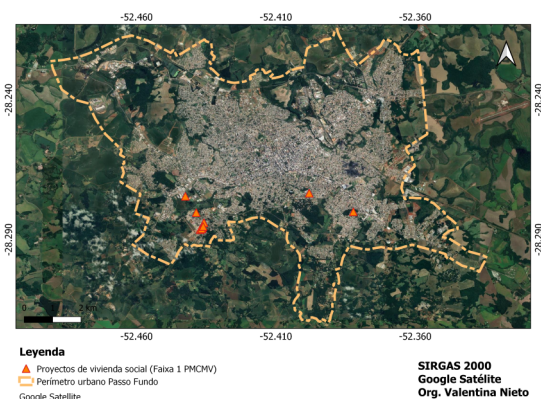 -52.460 -52.410 -52.360
-28.240 -28.240
-28.290 -28.290
0 1 2 km
-52.460 -52.410 -52.360
Leyenda
Proyectos de vivienda social (Faixa 1 PMCMV)
Perímetro urbano Passo Fundo
Google Satellite
SIRGAS 2000
Google Satélite
Org. Valentina Nieto